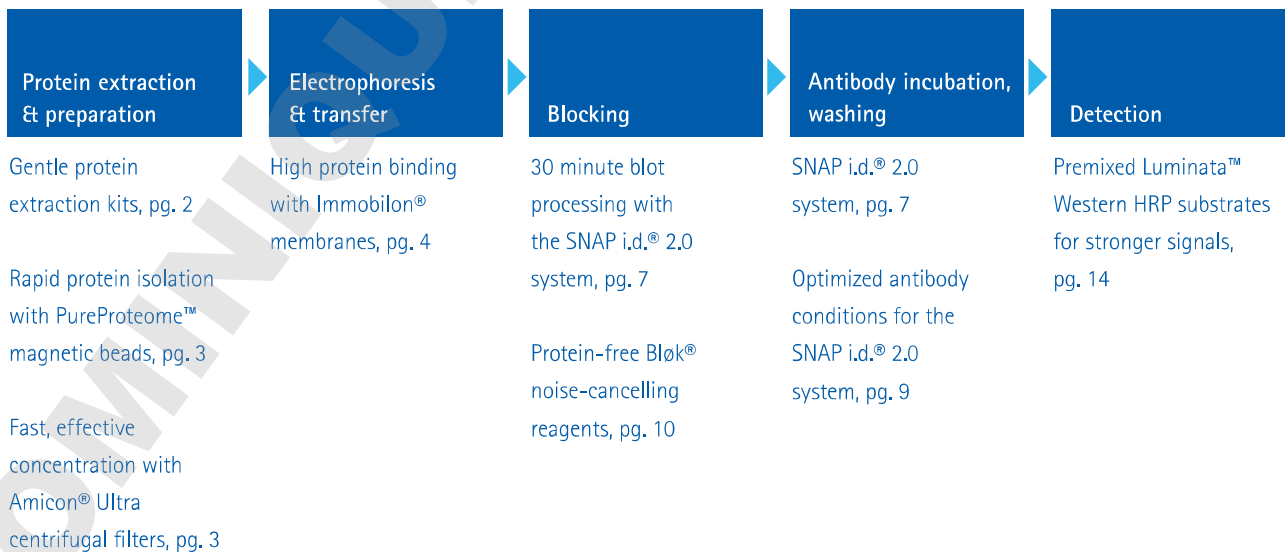 Protein extraction
& preparation
Gentle protein
extraction kits, pg. 2
Rapid protein isolation
with PureProteome™
magnetic beads, pg. 3
Fast, effective
concentration with
Amicon® Ultra
centrifugal filters, pg. 3
Electrophoresis
& transfer
High protein binding
with Immobilon®
membranes, pg. 4
Blocking
30 minute blot
processing with
the SNAP i.d.® 2.0
system, pg. 7
Protein-free Bløk®
noise-cancelling
reagents, pg. 10
Antibody incubation,
washing
SNAP i.d.® 2.0
system, pg. 7
Optimized antibody
conditions for the
SNAP i.d.® 2.0
system, pg. 9
Detection
Premixed Luminata™
Western HRP substrates
for stronger signals,
pg. 14
OMINIQU